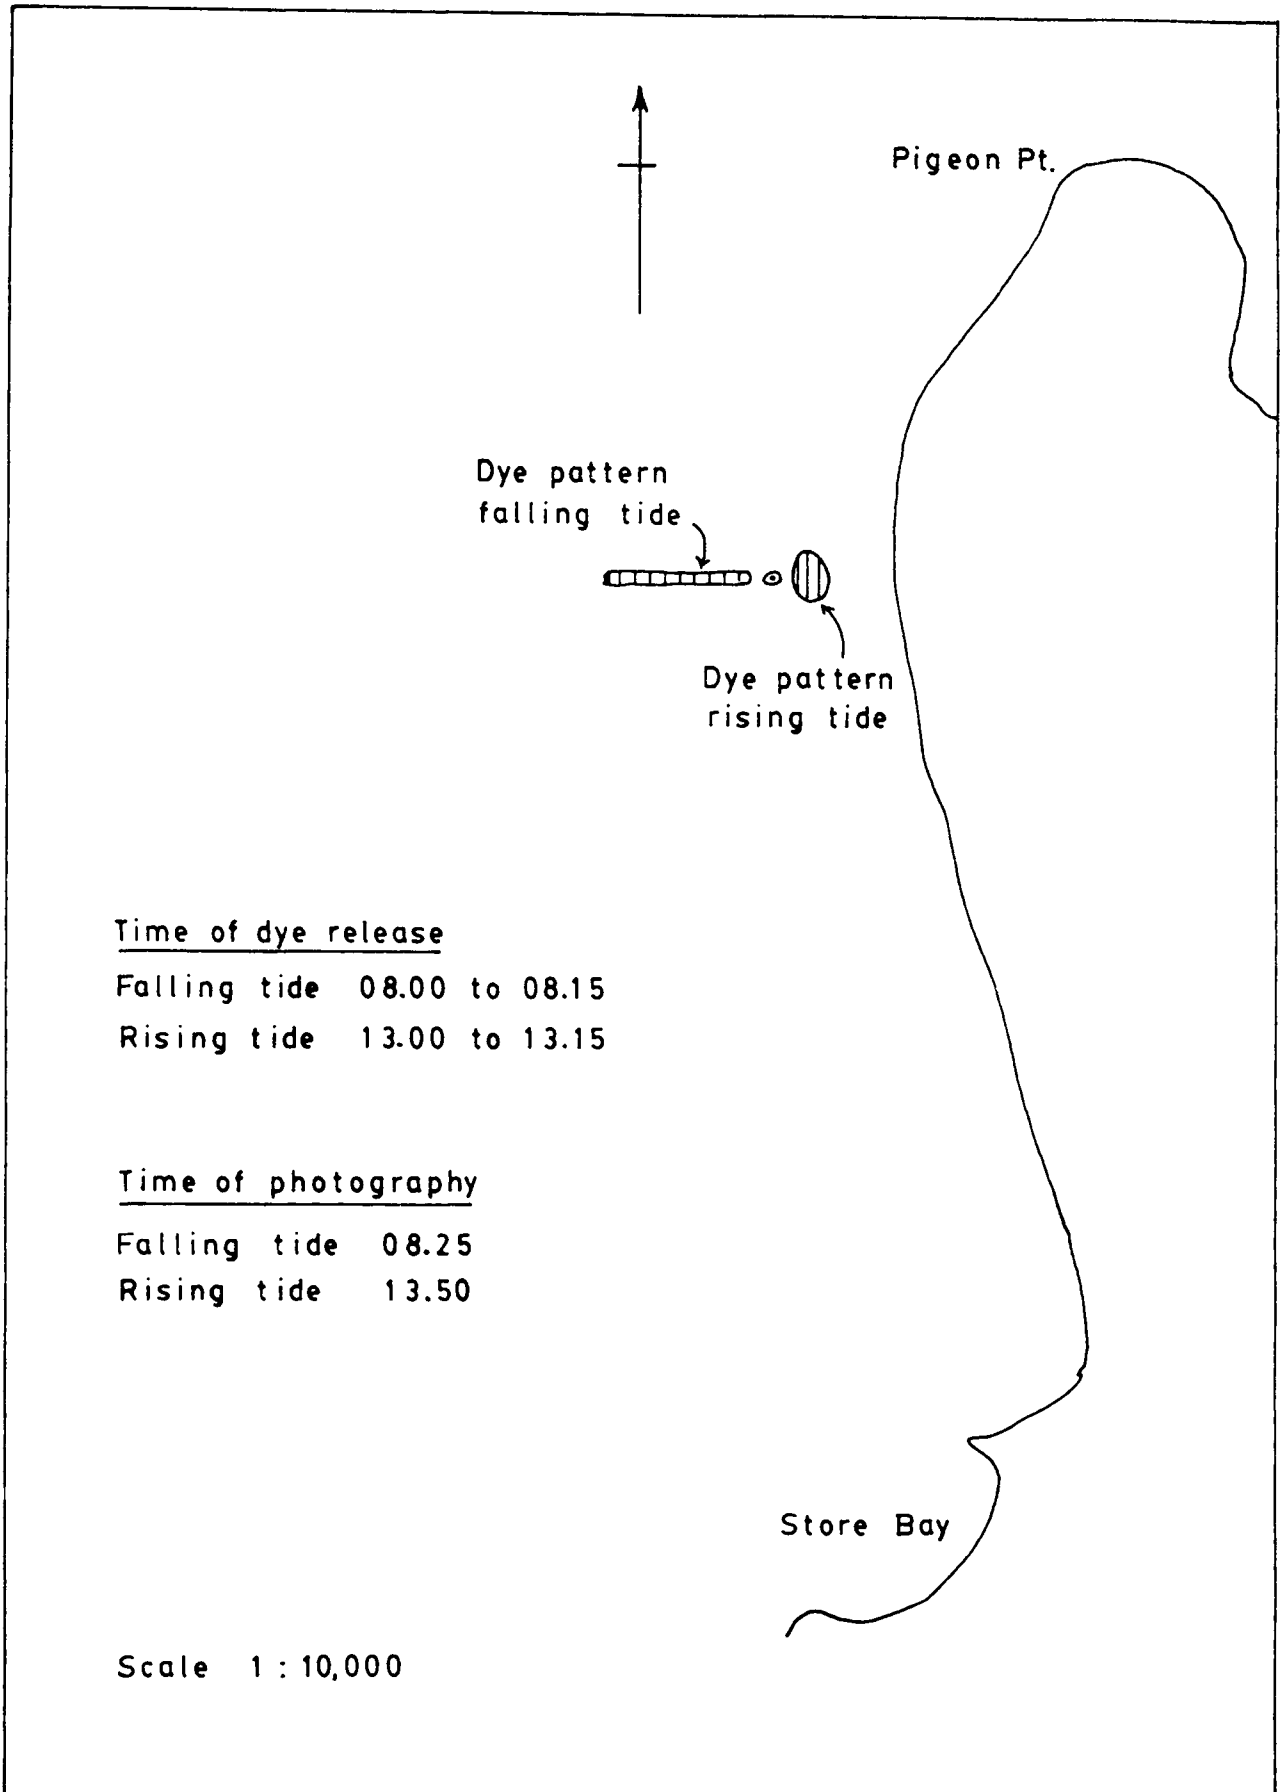 Pigeon Pt.
Dye pattern
falling tide
Dye pattern
rising tide
Time of dye release
Falling tide 08.00 to 08.15
Rising tide 13.00 to 13.15
Time of photography
Falling tide 08.25
Rising tide 13.50
Store Bay
Scale 1 : 10,000